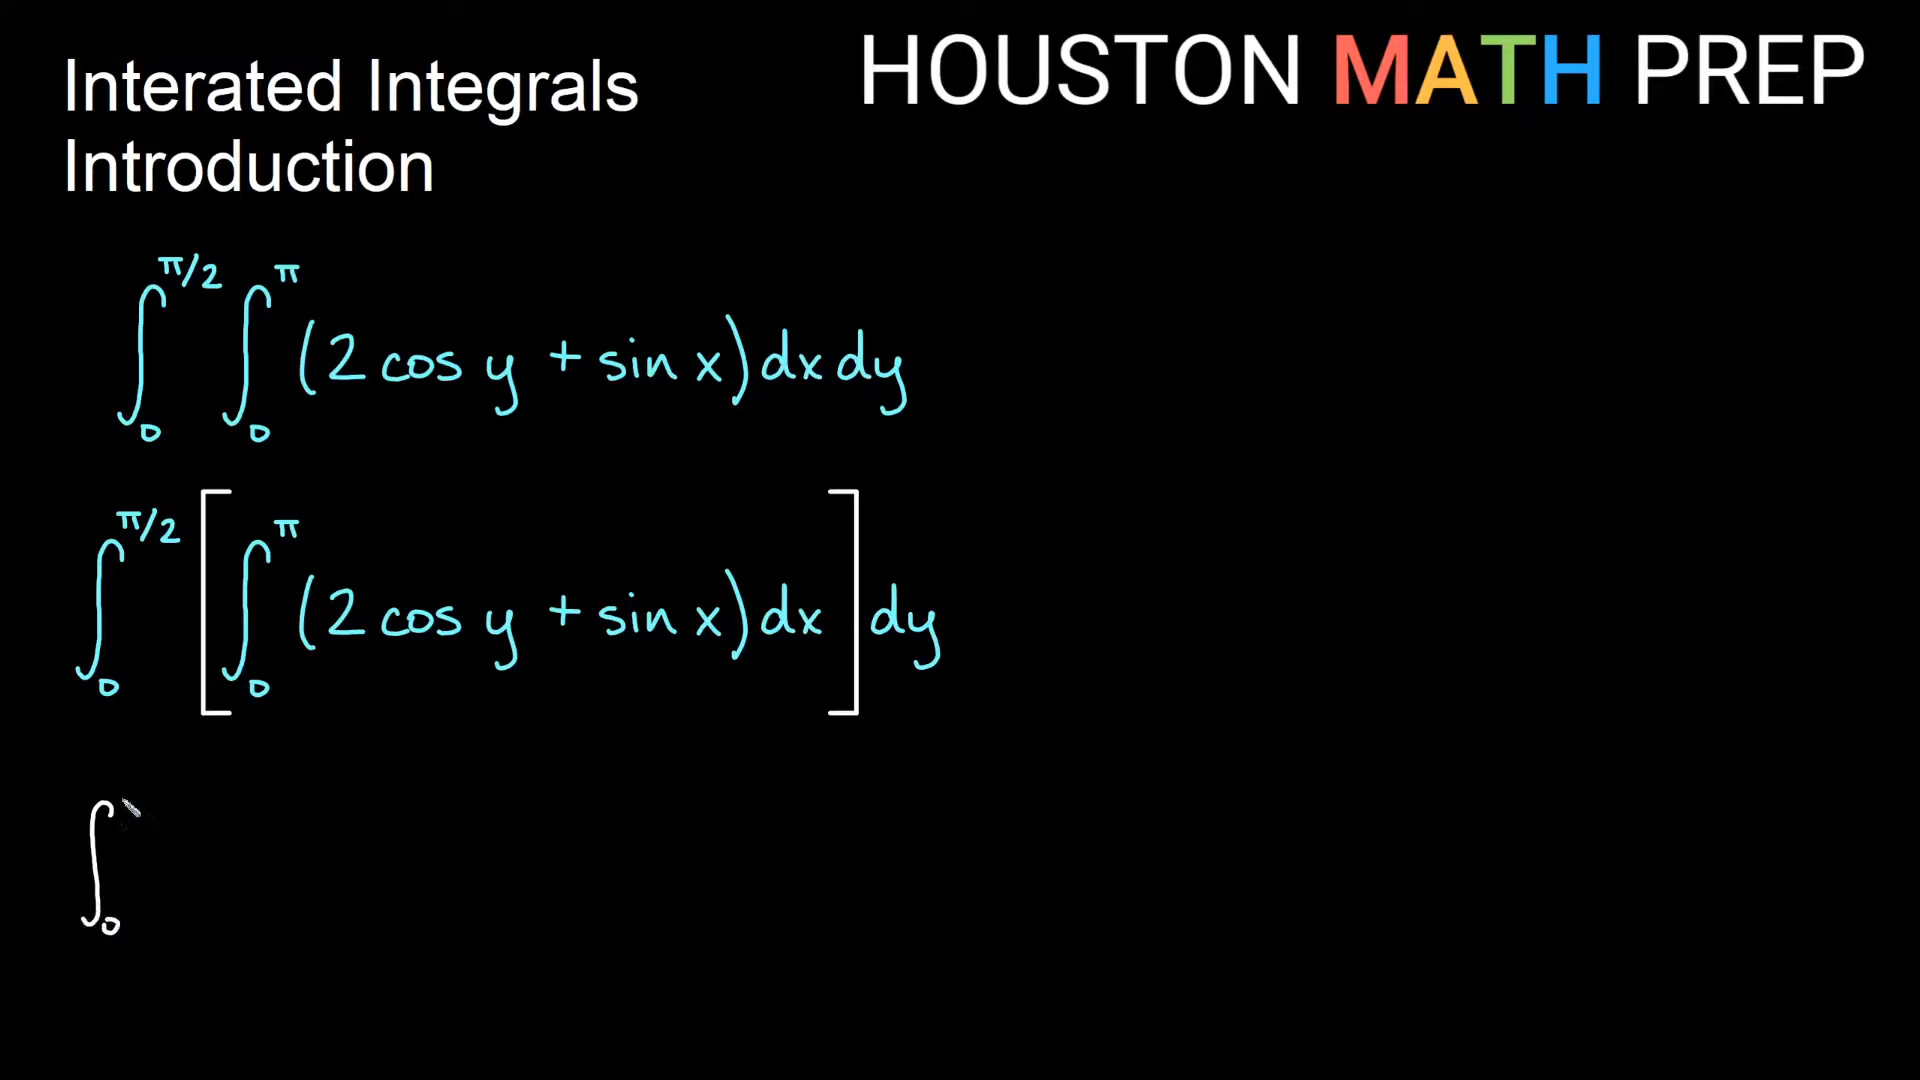 HOUSTON MATH PREP
Interated Integrals
Introduction
∫₀^π/2 ∫₀^π (2 cos y + sin x) dx dy
∫₀^π/2 [∫₀^π (2 cos y + sin x) dx] dy
∫₀